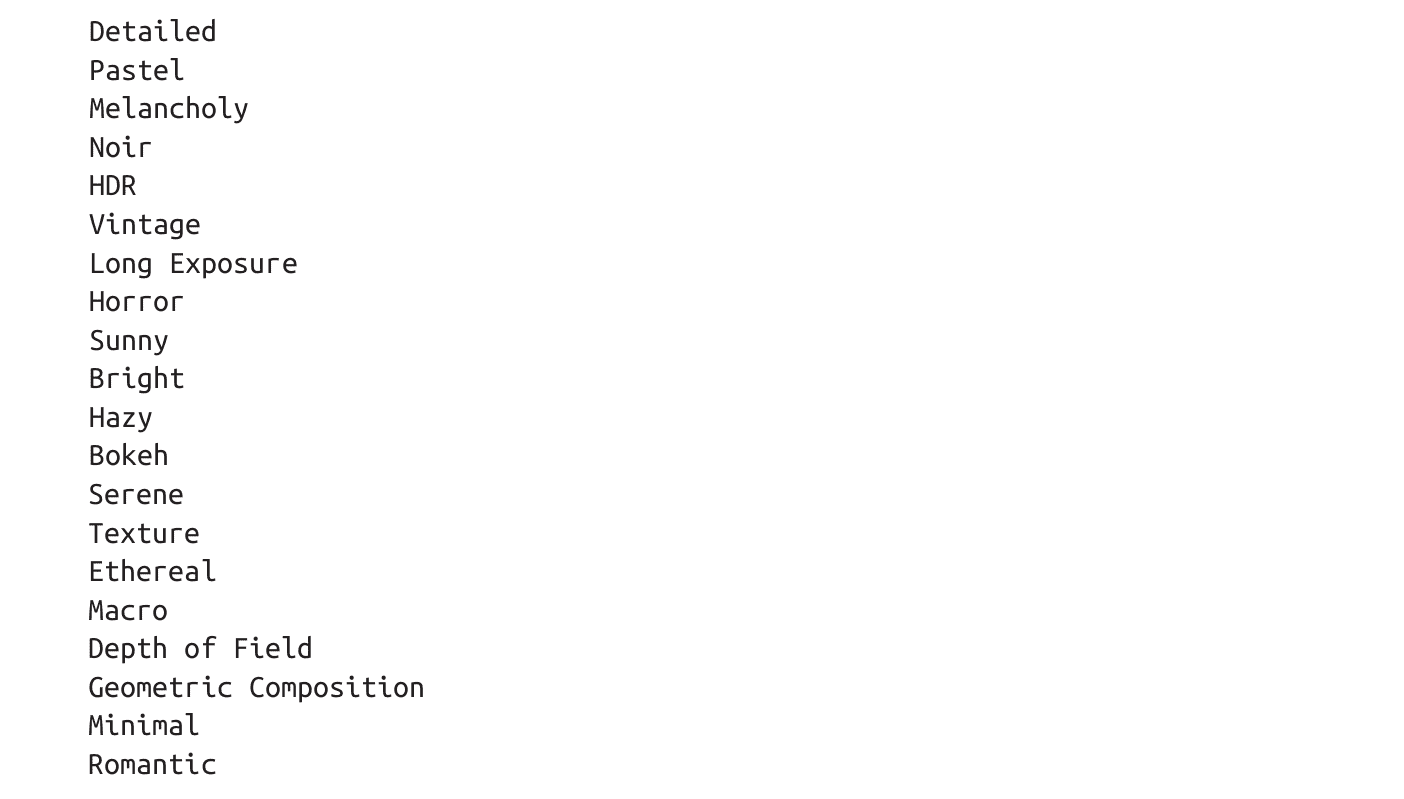 Detailed
Pastel
Melancholy
Noir
HDR
Vintage
Long Exposure
Horror
Sunny
Bright
Hazy
Bokeh
Serene
Texture
Ethereal
Macro
Depth of Field
Geometric Composition
Minimal
Romantic